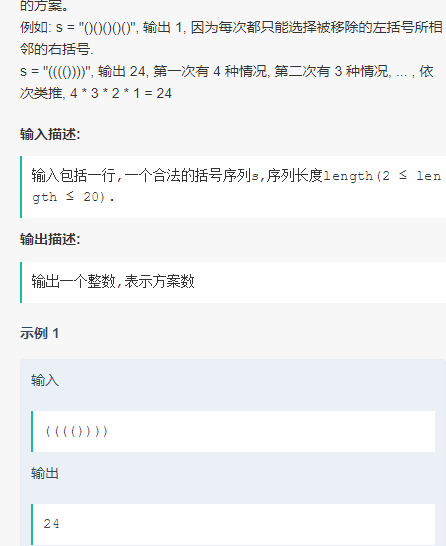 的方案。
例如: s = "()()()()()", 输出 1, 因为每次都只能选择被移除的左括号所相
邻的右括号.
s = "(((())))", 输出 24, 第一次有 4 种情况, 第二次有 3 种情况, ... , 依
次类推, 4 * 3 * 2 * 1 = 24
输入描述:
输入包括一行,一个合法的括号序列s,序列长度length(2 ≤ len
gth ≤ 20).
输出描述:
输出一个整数,表示方案数
示例 1
输入
(((())))
输出
24